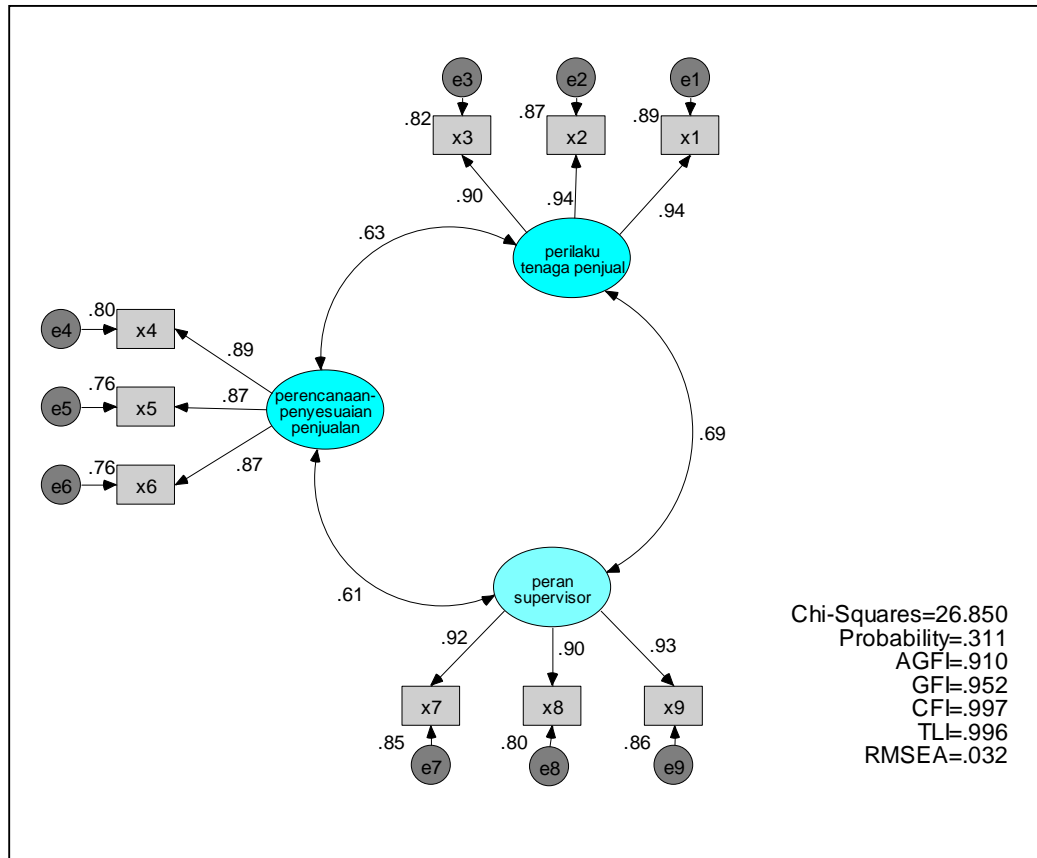 e3
e2
e1
.82
.87
.89
x3
x2
x1
.90
.94
.94
.63
perilaku
tenaga penjual
e4
.80
x4
.89
e5
.76
x5
.87
perencanaan-
penyesuaian
penjualan
e6
.76
x6
.87
.69
.61
peran
supervisor
.92
.90
.93
x7
x8
x9
.85
.80
.86
e7
e8
e9
Chi-Squares=26.850
Probability=.311
AGFI=.910
GFI=.952
CFI=.997
TLI=.996
RMSEA=.032